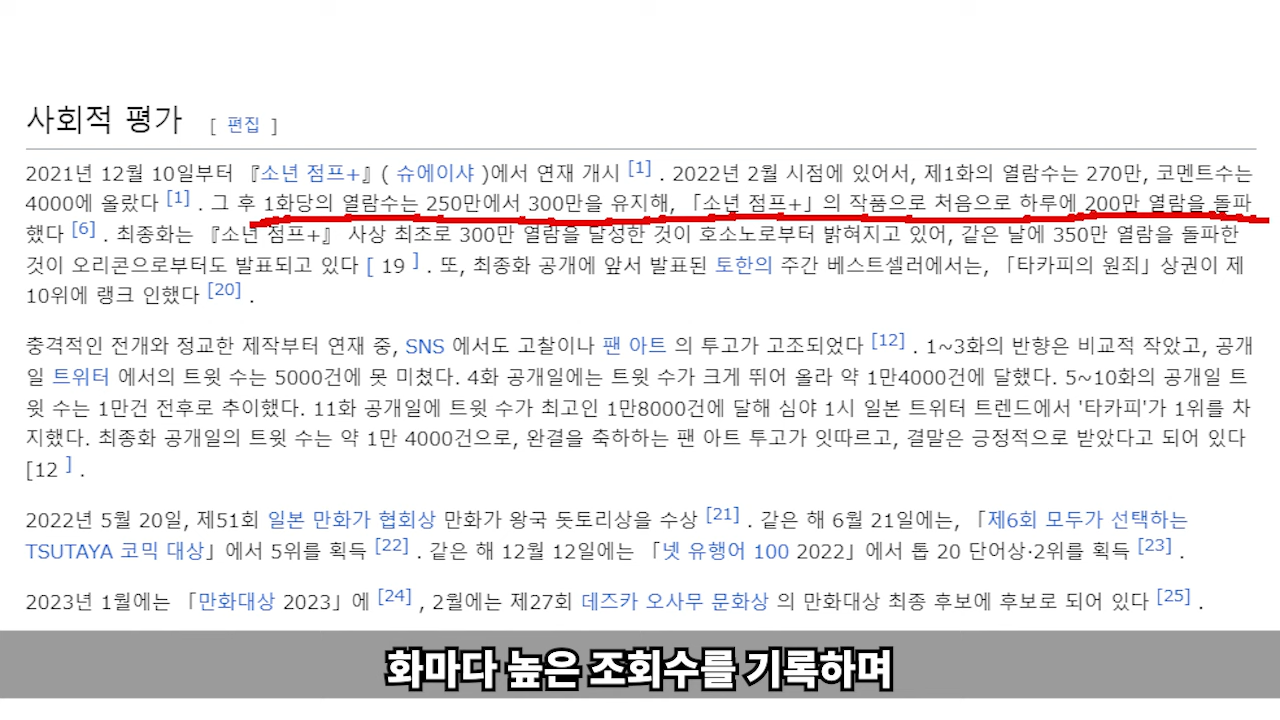 사회적 평가 [ 편집 ]
2021년 12월 10일부터 『소년 점프+』( 슈에이샤 )에서 연재 개시 [1] . 2022년 2월 시점에 있어서, 제1화의 열람수는 270만, 코멘트수는
4000에 올랐다 [1] . 그 후 1화당의 열람수는 250만에서 300만을 유지해, 「소년 점프+」의 작품으로 처음으로 하루에 200만 열람을 돌파
했다 [6] . 최종화는 『소년 점프+』 사상 최초로 300만 열람을 달성한 것이 호소노로부터 밝혀지고 있어, 같은 날에 350만 열람을 돌파한
것이 오리콘으로부터도 발표되고 있다 [ 19 ] . 또, 최종화 공개에 앞서 발표된 토한의 주간 베스트셀러에서는, 「타카피의 원죄」상권이 제
10위에 랭크 인했다 [20] .
충격적인 전개와 정교한 제작부터 연재 중, SNS 에서도 고찰이나 팬 아트 의 투고가 고조되었다 [12] . 1~3화의 반향은 비교적 작았고, 공개
일 트위터 에서의 트윗 수는 5000건에 못 미쳤다. 4화 공개일에는 트윗 수가 크게 뛰어 올라 약 1만4000건에 달했다. 5~10화의 공개일 트
윗 수는 1만건 전후로 추이했다. 11화 공개일에 트윗 수가 최고인 1만8000건에 달해 심야 1시 일본 트위터 트렌드에서 '타카피'가 1위를 차
지했다. 최종화 공개일의 트윗 수는 약 1만 4000건으로, 완결을 축하하는 팬 아트 투고가 잇따르고, 결말은 긍정적으로 받았다고 되어 있다
[12 ] .
2022년 5월 20일, 제51회 일본 만화가 협회상 만화가 왕국 돗토리상을 수상 [21] . 같은 해 6월 21일에는, 「제6회 모두가 선택하는
TSUTAYA 코믹 대상」에서 5위를 획득 [22] . 같은 해 12월 12일에는 「넷 유행어 100 2022」에서 톱 20 단어상·2위를 획득 [23] .
2023년 1월에는 「만화대상 2023」에 [24] , 2월에는 제27회 데즈카 오사무 문화상 의 만화대상 최종 후보에 후보로 되어 있다 [25] .
화마다 높은 조회수를 기록하며